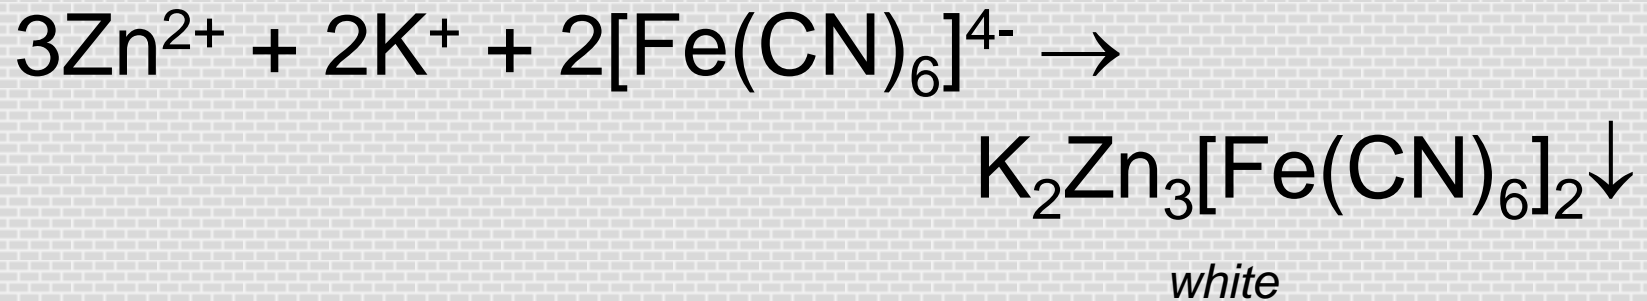 3Zn²⁺ + 2K⁺ + 2[Fe(CN)₆]⁴⁻ →
K₂Zn₃[Fe(CN)₆]₂↓
white